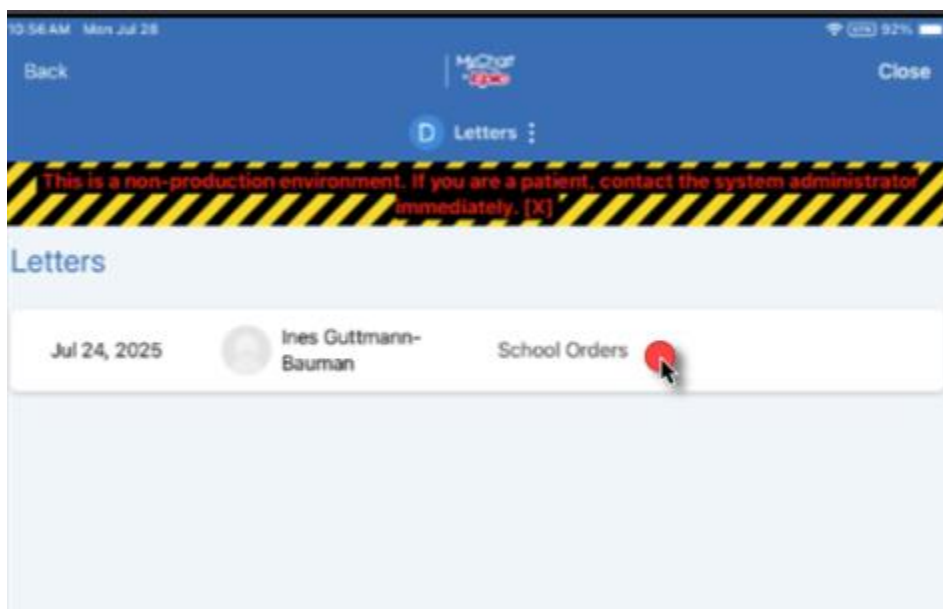 10:56 AM Mon Jul 28
92%
Back
MyChart
Epic
Close
D Letters
This is a non-production environment. If you are a patient, contact the system administrator
immediately. [X]
Letters
Jul 24, 2025
Ines Guttmann-
Bauman
School Orders